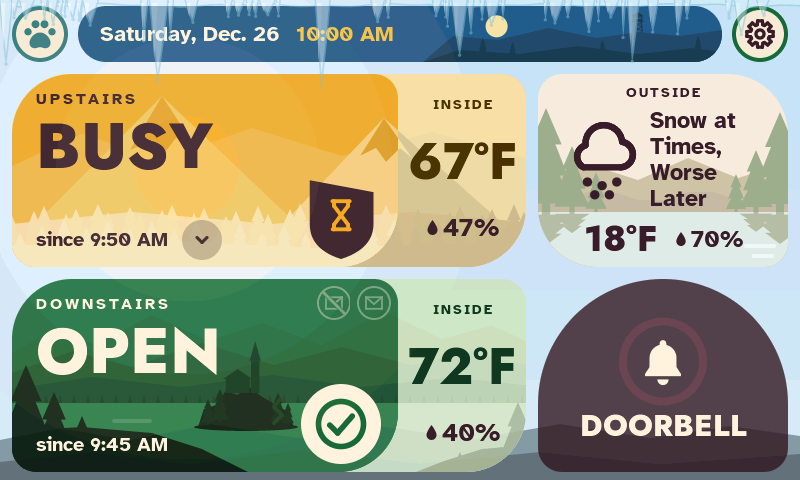 Saturday, Dec. 26 10:00 AM
UPSTAIRS
BUSY
since 9:50 AM
INSIDE
67°F
47%
OUTSIDE
Snow at
Times,
Worse
Later
18°F 70%
DOWNSTAIRS
OPEN
since 9:45 AM
INSIDE
72°F
40%
DOORBELL